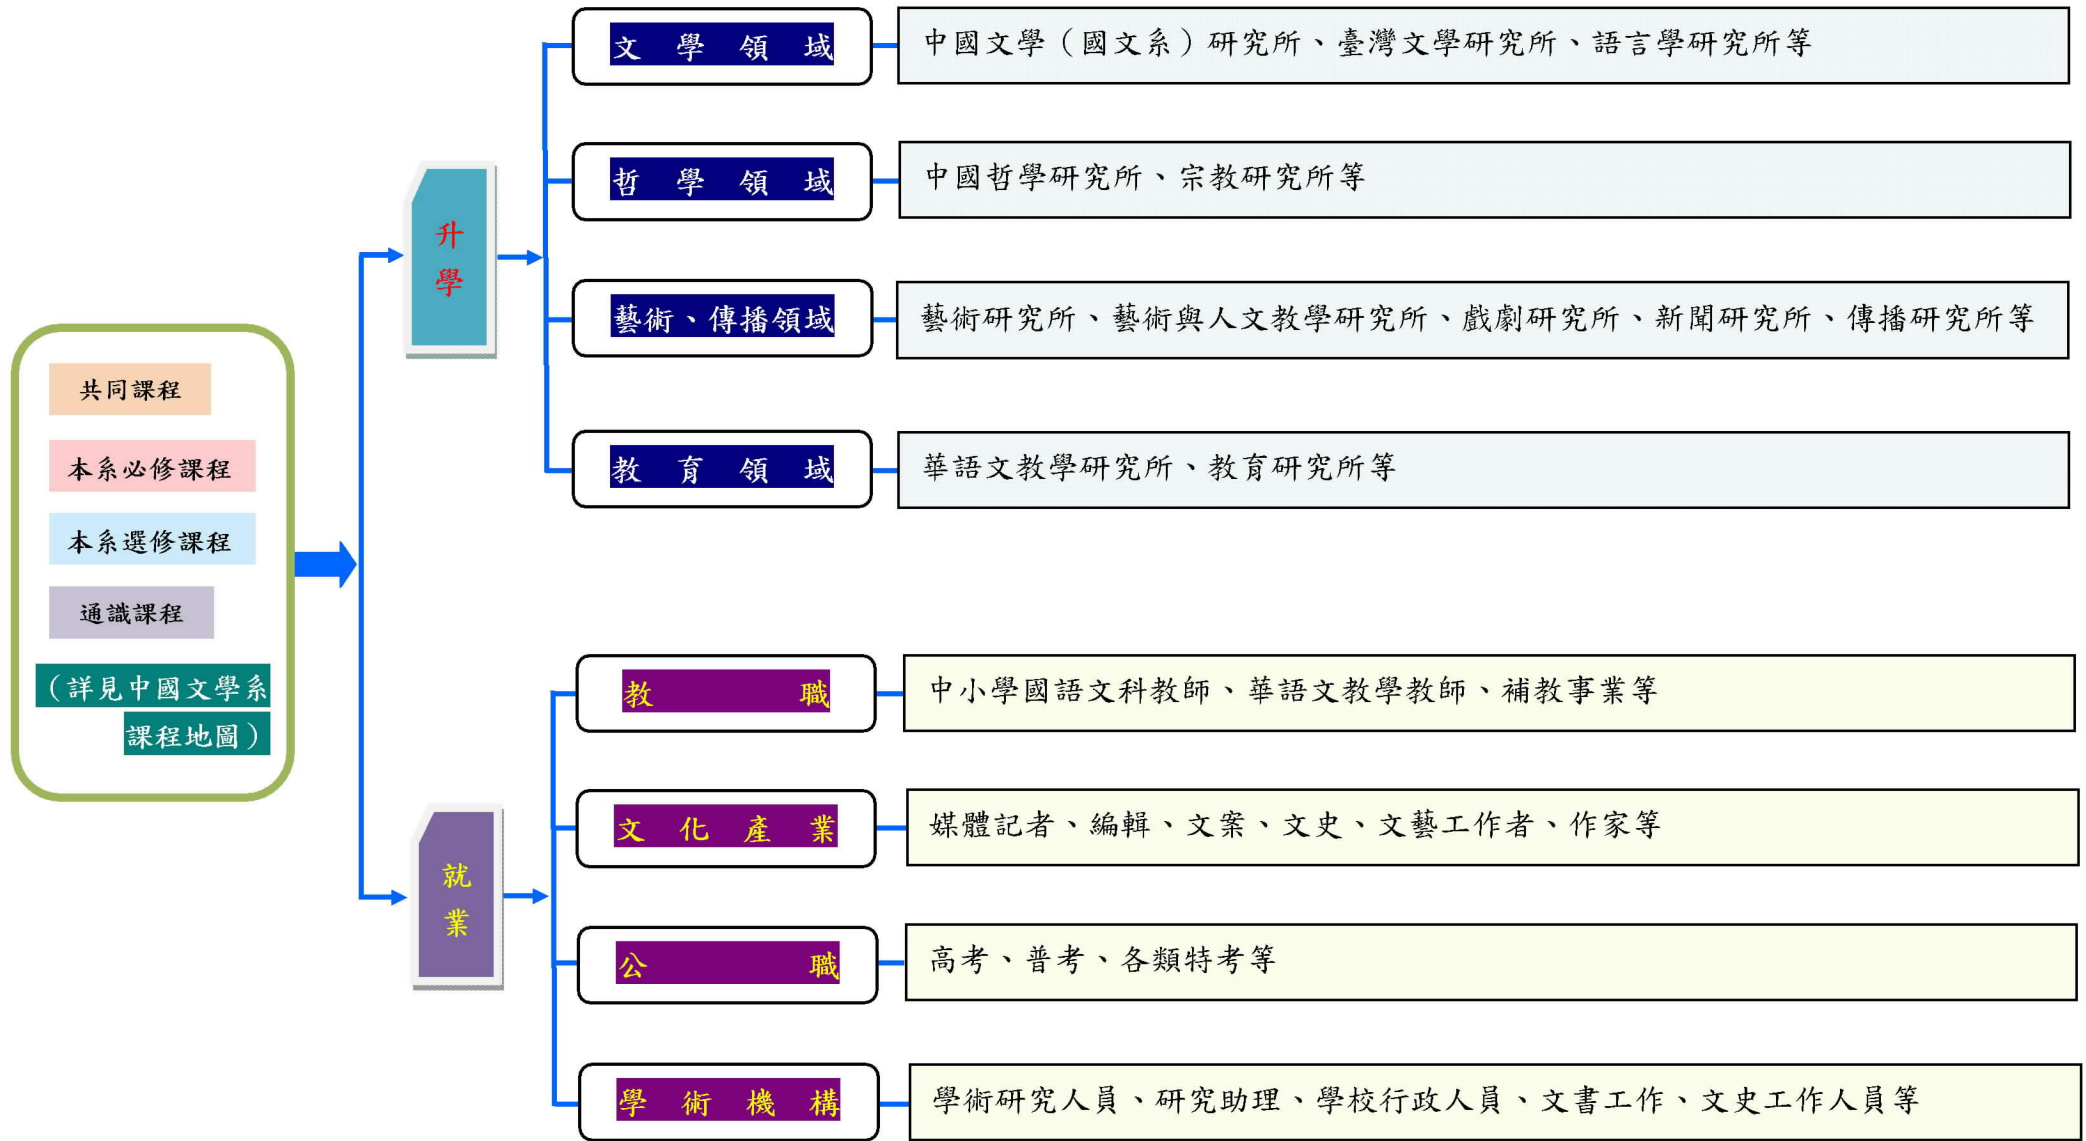 共同課程
本系必修課程
本系選修課程
通識課程
（詳見中國文學系
課程地圖）
升
學
文學領域
中國文學（國文系）研究所、臺灣文學研究所、語言學研究所等
哲學領域
中國哲學研究所、宗教研究所等
藝術、傳播領域
藝術研究所、藝術與人文教學研究所、戲劇研究所、新聞研究所、傳播研究所等
教育領域
華語文教學研究所、教育研究所等
就
業
教職
中小學國語文科教師、華語文教學教師、補教事業等
文化產業
媒體記者、編輯、文案、文史、文藝工作者、作家等
公職
高考、普考、各類特考等
學術機構
學術研究人員、研究助理、學校行政人員、文書工作、文史工作人員等